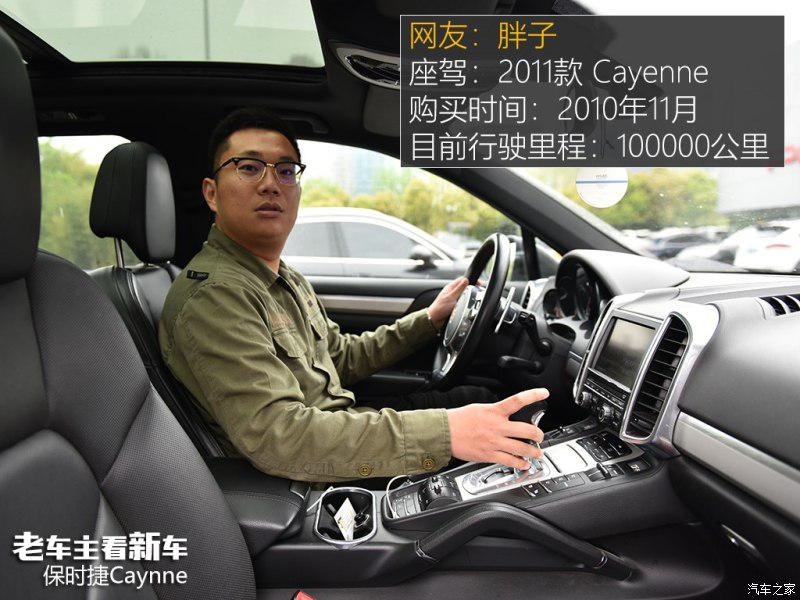 网友：胖子
座驾：2011款 Cayenne
购买时间：2010年11月
目前行驶里程：100000公里
老车主看新车
保时捷Caynne
汽车之家